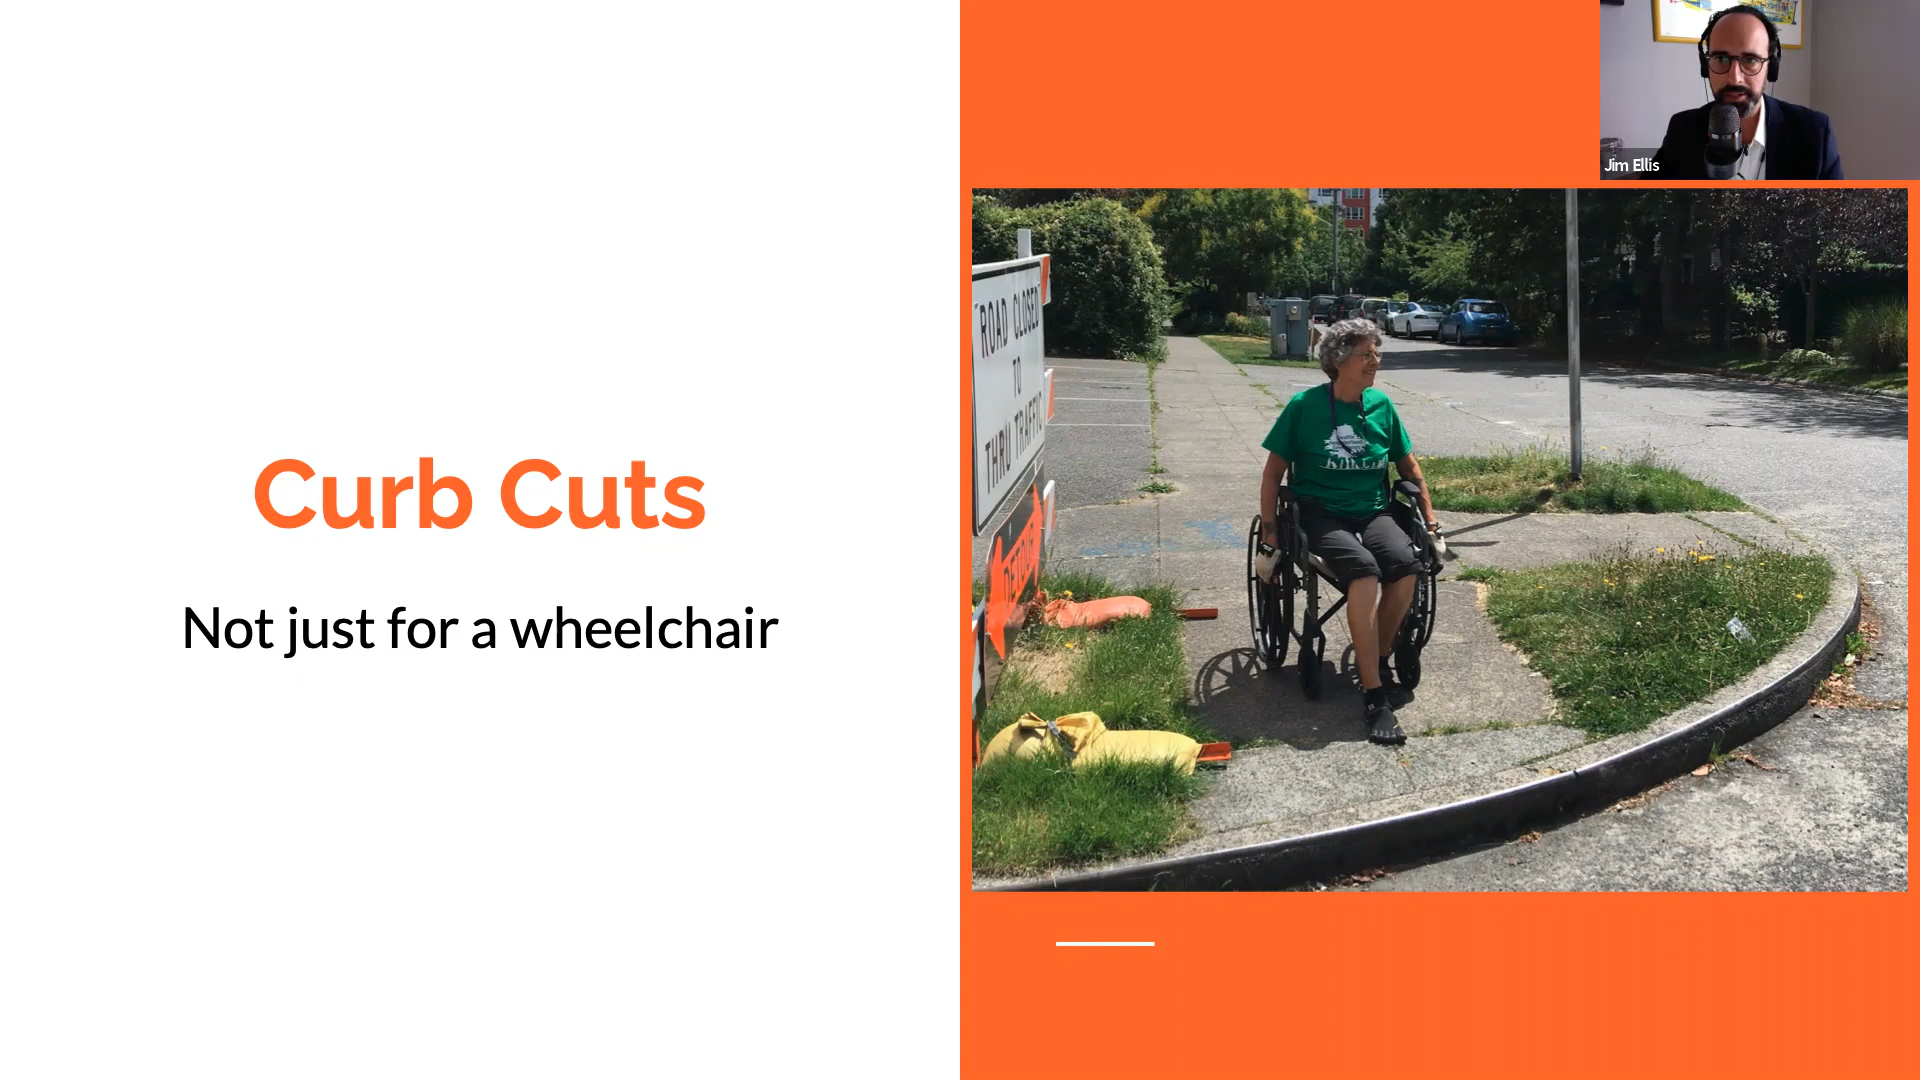 Curb Cuts
Not just for a wheelchair
Jim Ellis
ROAD CLOSED
TO
THRU TRAFFIC
DETOUR